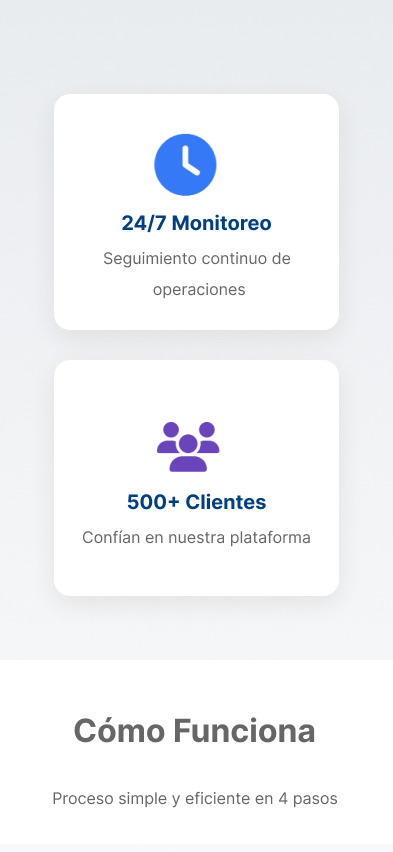 24/7 Monitoreo
Seguimiento continuo de
operaciones
500+ Clientes
Confían en nuestra plataforma
Cómo Funciona
Proceso simple y eficiente en 4 pasos